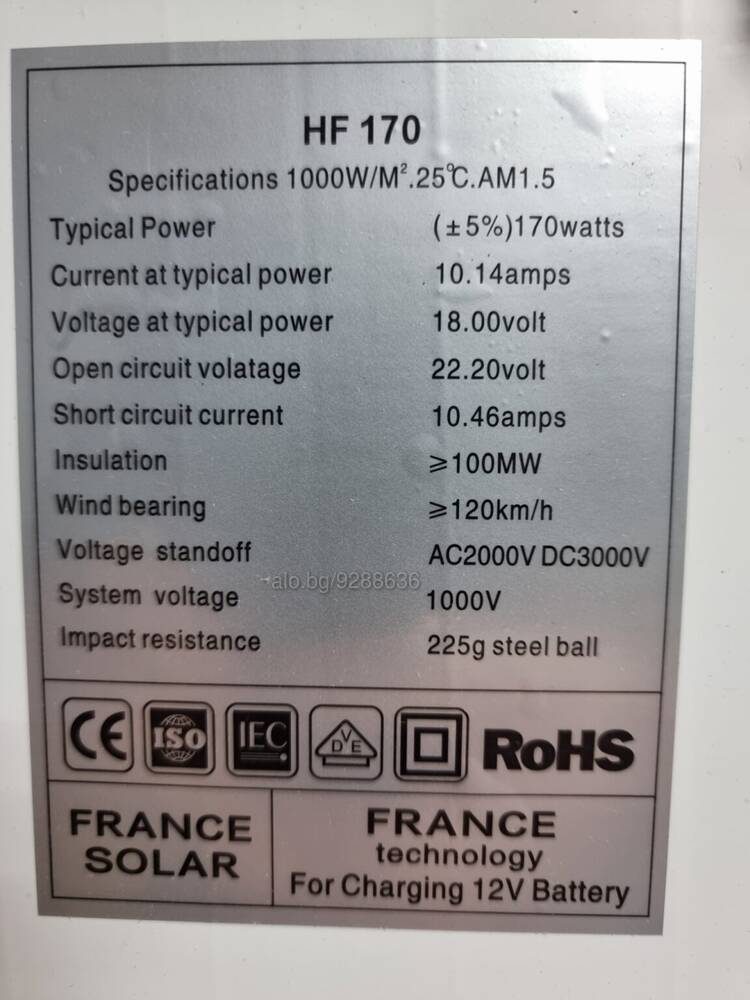 HF 170
Specifications 1000W/M².25℃.AM1.5
Typical Power (±5%)170watts
Current at typical power 10.14amps
Voltage at typical power 18.00volt
Open circuit volatage 22.20volt
Short circuit current 10.46amps
Insulation ≥100MW
Wind bearing ≥120km/h
Voltage standoff AC2000V DC3000V
alo.bg/9288636
System voltage 1000V
Impact resistance 225g steel ball
CE ISO IEC DVE RoHS
FRANCE SOLAR
FRANCE
technology
For Charging 12V Battery